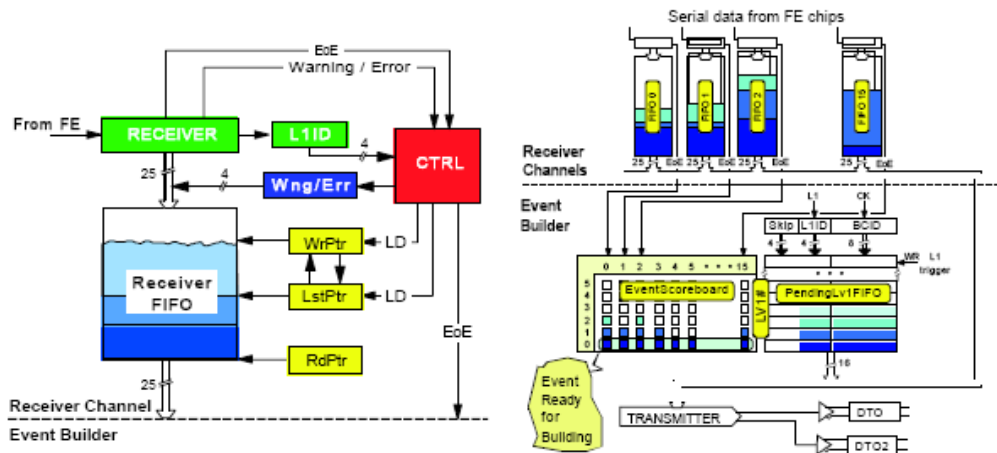 EoE
Warning / Error
From FE
RECEIVER
L1ID
4
CTRL
25
4
Wng/Err
WrPtr
LD
Receiver
FIFO
LstPtr
LD
EoE
RdPtr
25
Receiver Channel
Event Builder
Serial data from FE chips
FIFO 0
FIFO 1
FIFO 2
FIFO 15
25 EoE 25 EoE 25 EoE 25 EoE
Receiver
Channels
Event
Builder
L1 CK
Skip L1ID BCID
4 4 8
WR L1
trigger
0 1 2 3 4 5 • • • 15
• • •
5
4
3
2
1
0
EventScoreboard
LV1#
PendingLv1FIFO
16
Event
Ready
for
Building
TRANSMITTER
DTO
DTO2